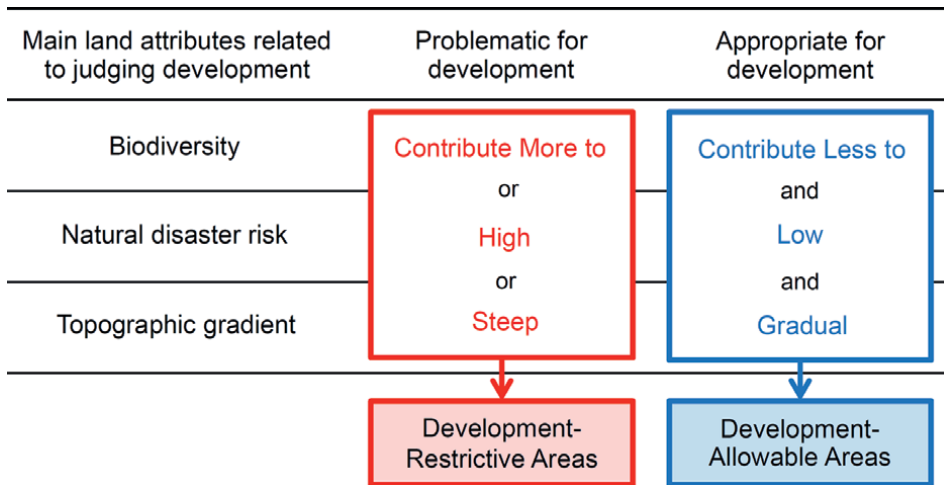 Main land attributes related
to judging development
Problematic for
development
Appropriate for
development
Biodiversity
Contribute More to
Contribute Less to
or
and
Natural disaster risk
High
Low
or
and
Topographic gradient
Steep
Gradual
Development-
Restrictive Areas
Development-
Allowable Areas